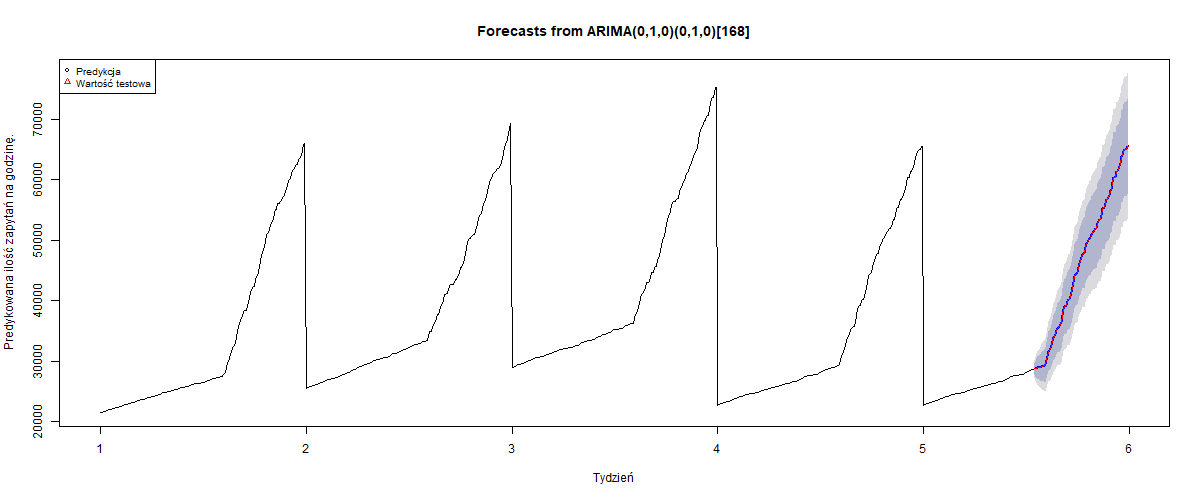 Forecasts from ARIMA(0,1,0)(0,1,0)[168]
Predykcja
Wartość testowa
Predykowana ilość zapytań na godzinę.
70000
60000
50000
40000
30000
20000
1 2 3 4 5 6
Tydzień